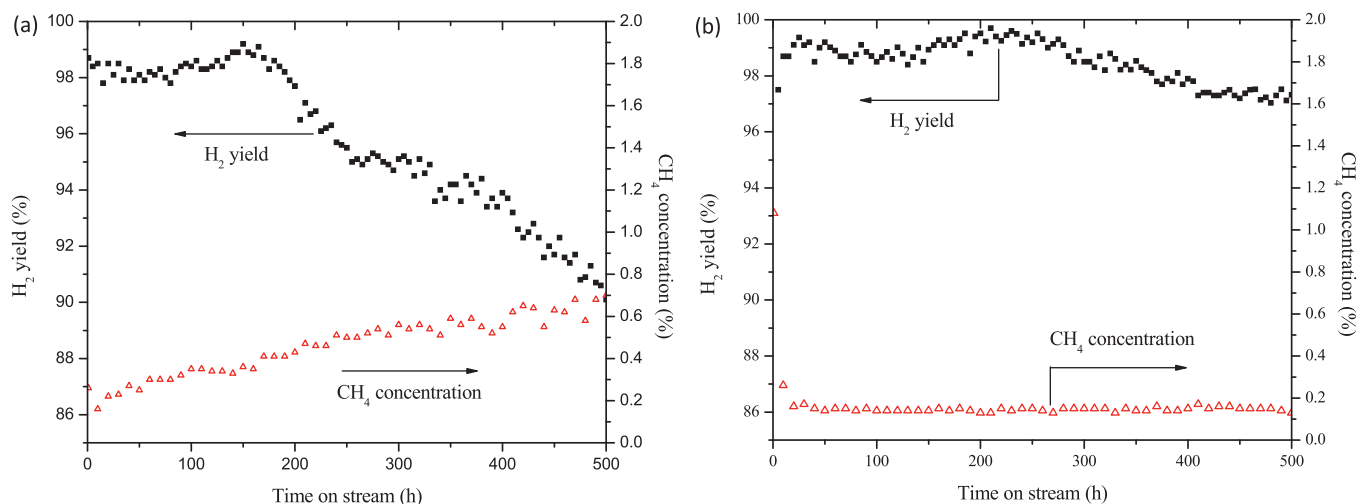 (a)
100
98
96
94
92
90
88
86
H₂ yield (%)
2.0
1.8
1.6
1.4
1.2
1.0
0.8
0.6
0.4
0.2
0.0
CH₄ concentration (%)
H₂ yield
CH₄ concentration
0 100 200 300 400 500
Time on stream (h)
(b)
100
98
96
94
92
90
88
86
H₂ yield (%)
2.0
1.8
1.6
1.4
1.2
1.0
0.8
0.6
0.4
0.2
0.0
CH₄ concentration (%)
H₂ yield
CH₄ concentration
0 100 200 300 400 500
Time on stream (h)